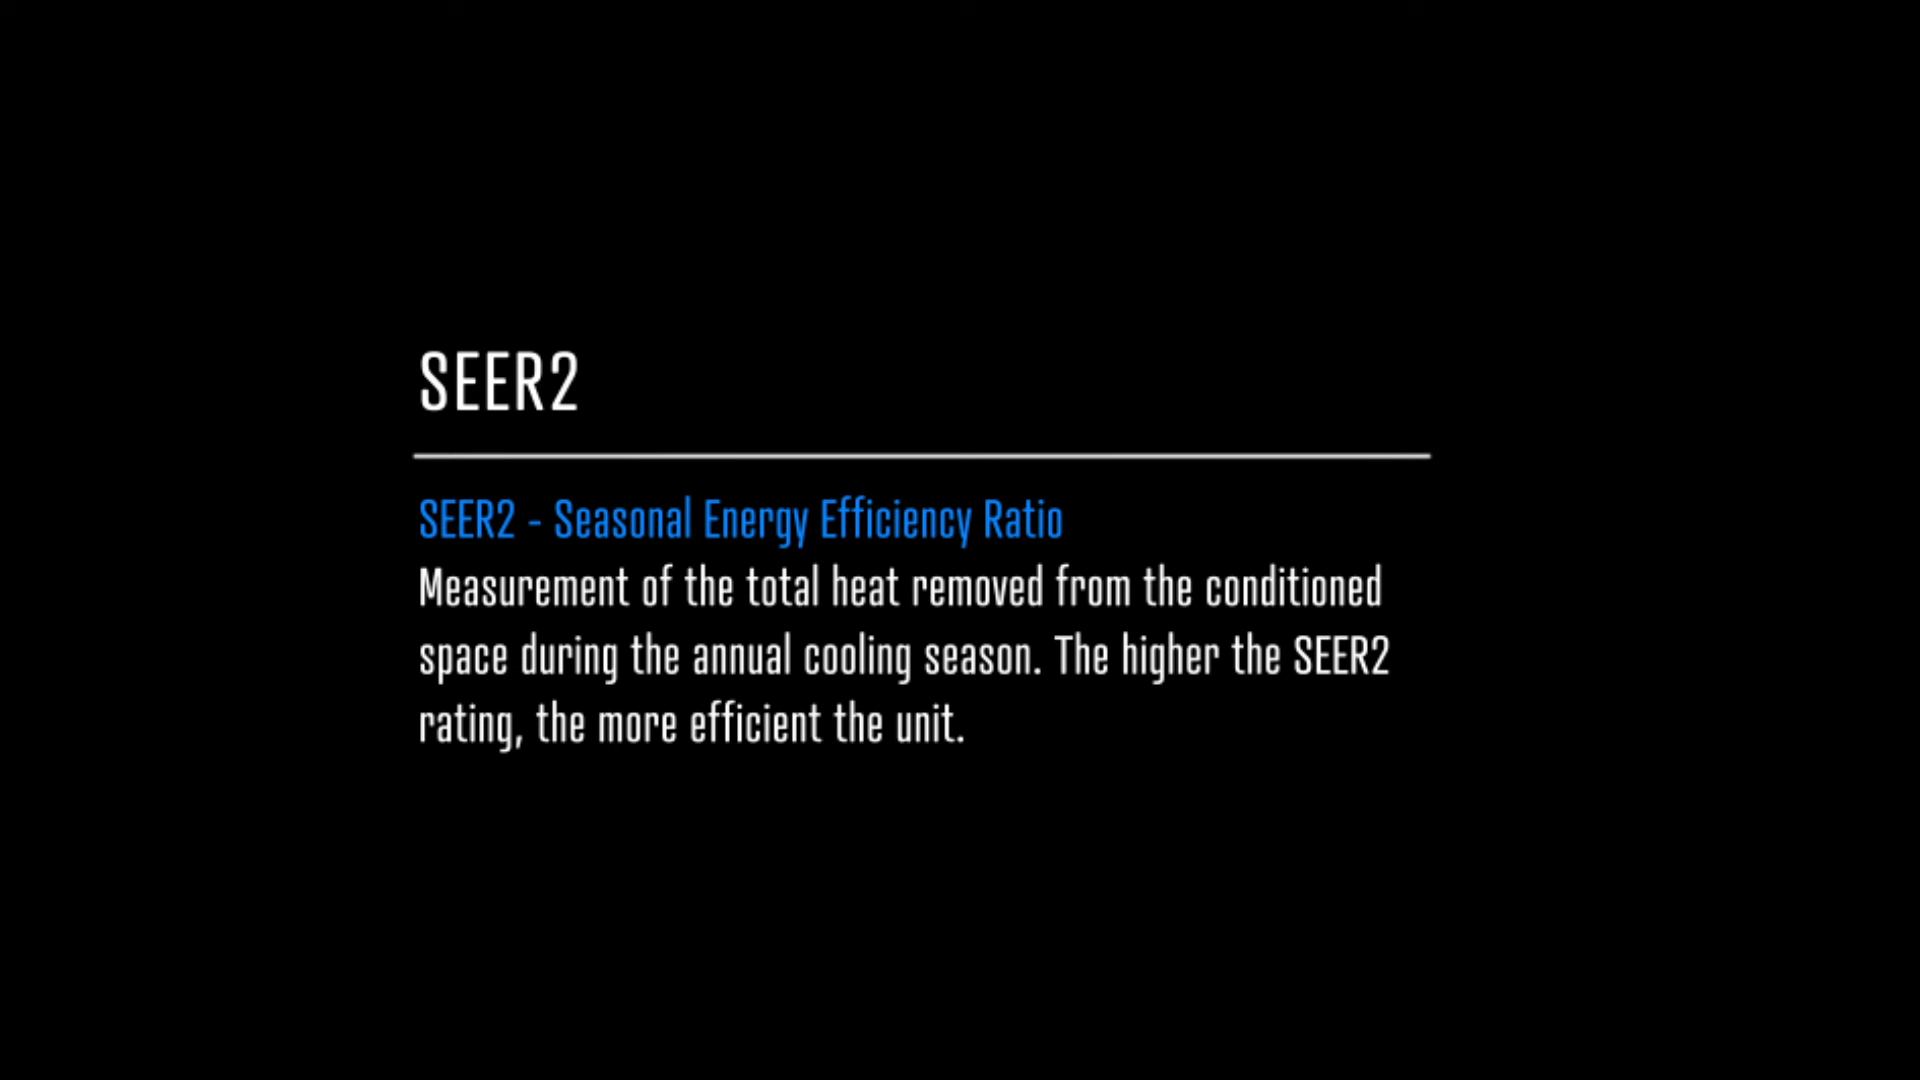 SEER2
SEER2 - Seasonal Energy Efficiency Ratio
Measurement of the total heat removed from the conditioned
space during the annual cooling season. The higher the SEER2
rating, the more efficient the unit.